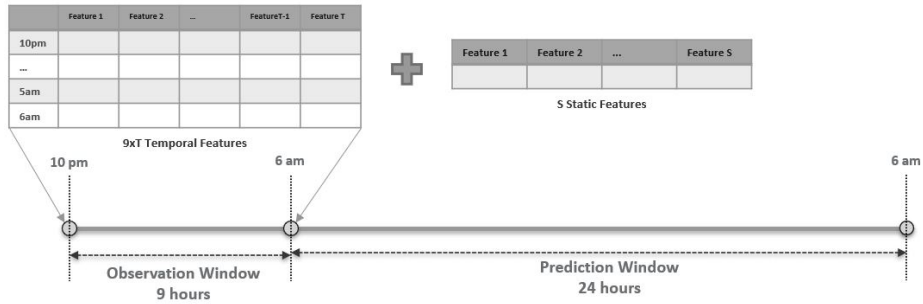 Feature 1 Feature 2 ... FeatureT-1 Feature T
10pm
...
5am
6am
9xT Temporal Features
Feature 1 Feature 2 ... Feature S
S Static Features
10 pm 6 am 6 am
Observation Window
9 hours
Prediction Window
24 hours